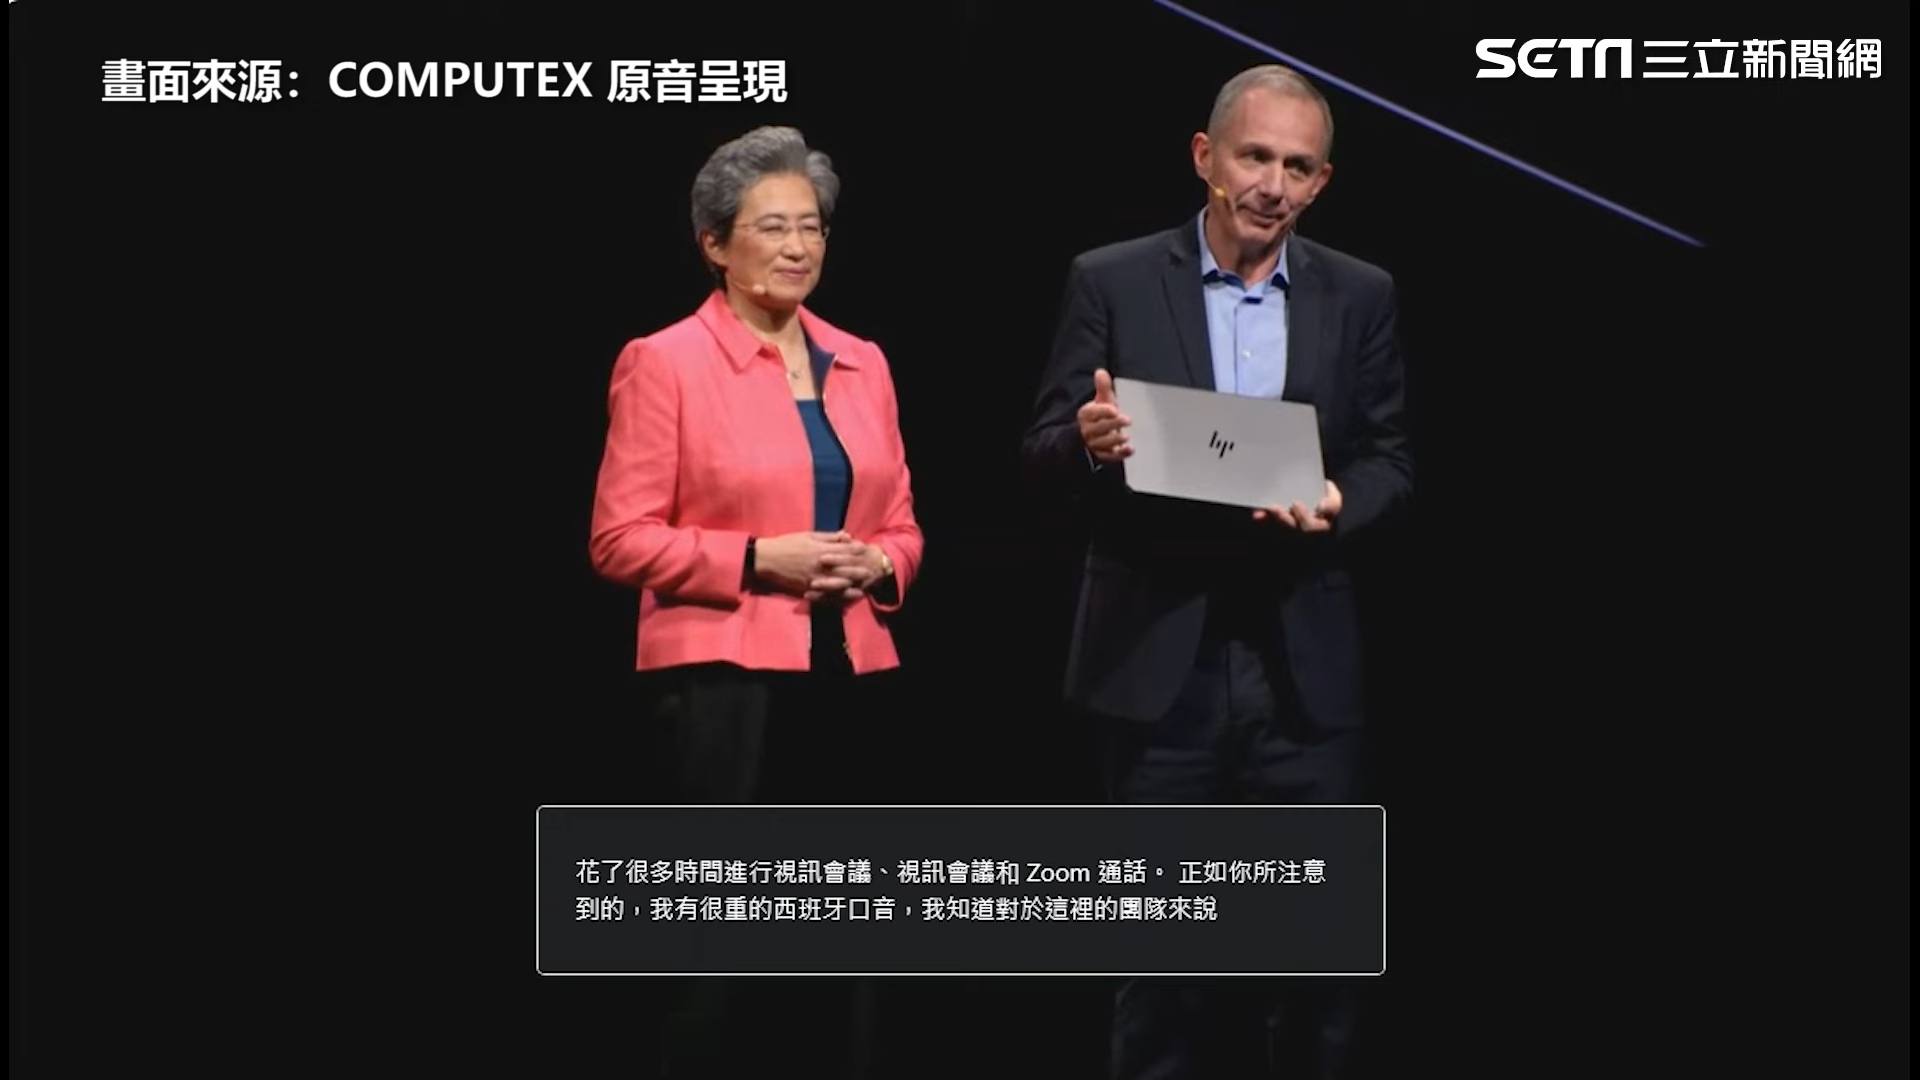 畫面來源：COMPUTEX 原音呈現
SETN三立新聞網
hp
花了很多時間進行視訊會議、視訊會議和 Zoom 通話。 正如你所注意
到的，我有很重的西班牙口音，我知道對於這裡的團隊來說